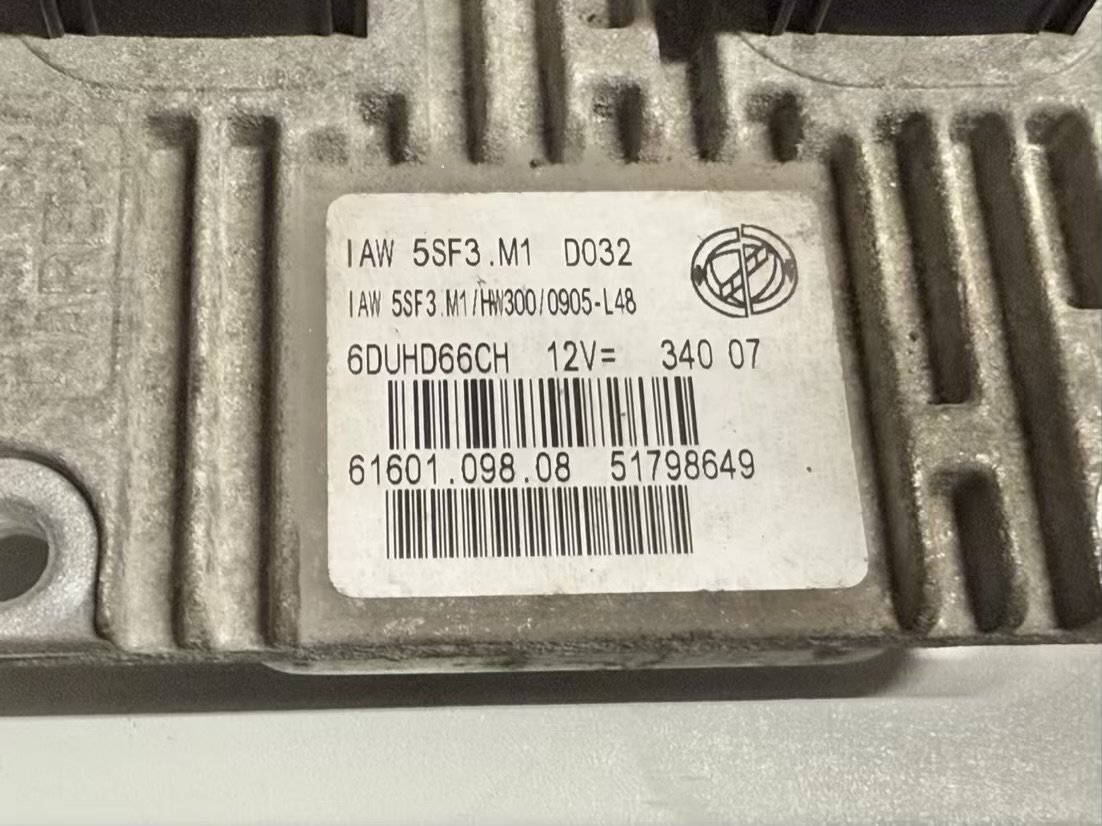 IAW 5SF3.M1 D032
IAW 5SF3.M1/HW300/0905-L48
6DUHD66CH 12V= 340 07
61601.098.08 51798649